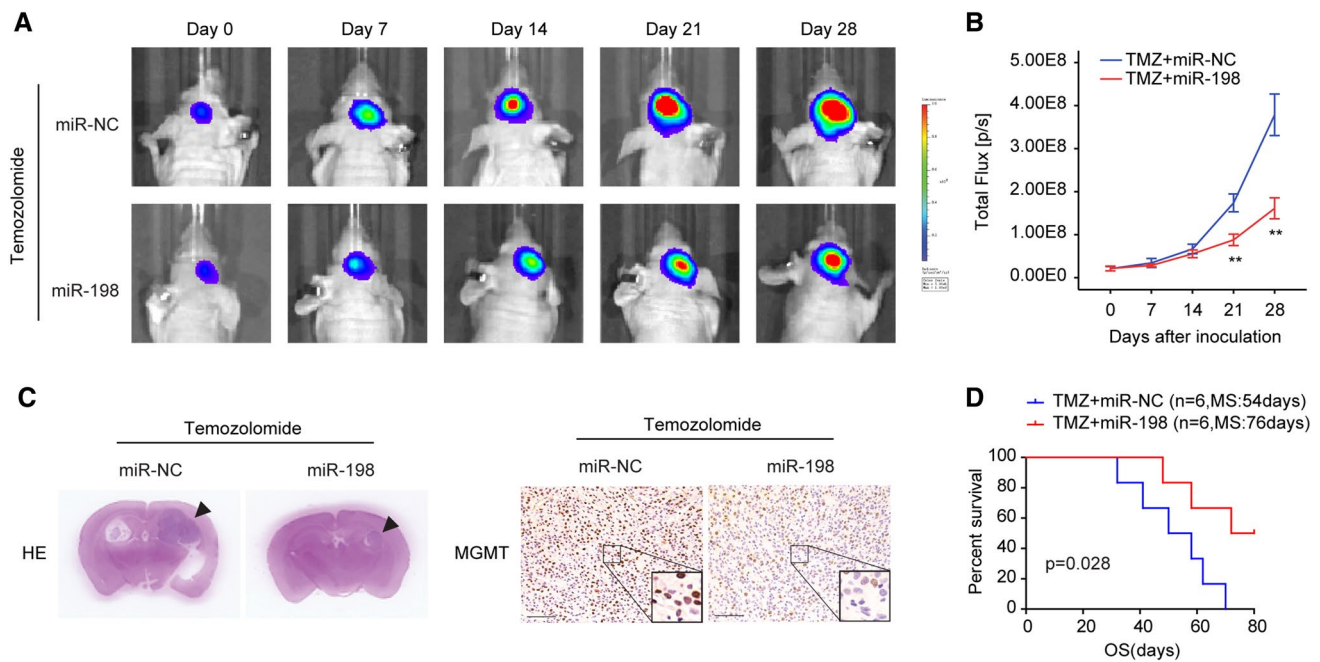 A
Day 0
Day 7
Day 14
Day 21
Day 28
Temozolomide
miR-NC
miR-198
B
TMZ+miR-NC
TMZ+miR-198
Total Flux [p/s]
5.00E8
4.00E8
3.00E8
2.00E8
1.00E8
0.00E0
**
**
0 7 14 21 28
Days after inoculation
C
Temozolomide
miR-NC miR-198
HE
Temozolomide
miR-NC miR-198
MGMT
D
TMZ+miR-NC (n=6,MS:54days)
TMZ+miR-198 (n=6,MS:76days)
Percent survival
100
80
60
40
20
0
p=0.028
0 20 40 60 80
OS(days)